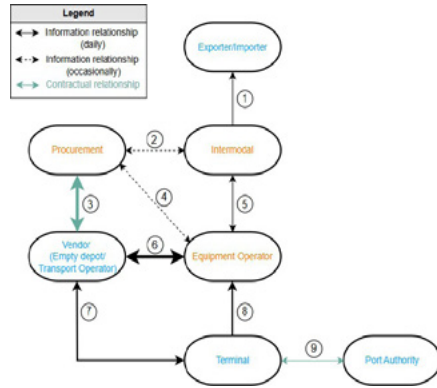 Legend
Information relationship
(daily)
Information relationship
(occasionally)
Contractual relationship
Exporter/Importer
1
Procurement
2
Intermodal
3
4
5
Vendor
(Empty depot/
Transport Operator)
6
Equipment Operator
7
8
Terminal
9
Port Authority